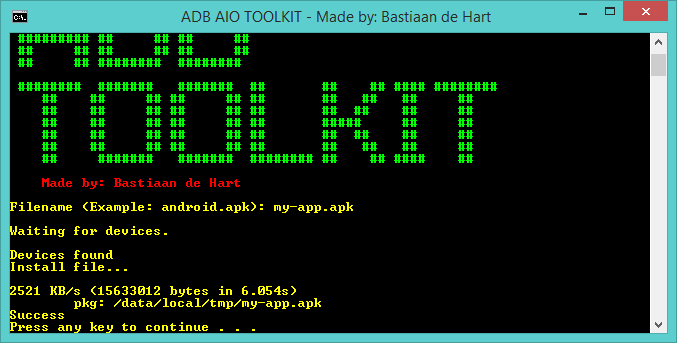 ADB AIO TOOLKIT - Made by: Bastiaan de Hart
TOOLKIT
Made by: Bastiaan de Hart
Filename (Example: android.apk): my-app.apk
Waiting for devices.
Devices found
Install file...
2521 KB/s (15633012 bytes in 6.054s)
pkg: /data/local/tmp/my-app.apk
Success
Press any key to continue . . .